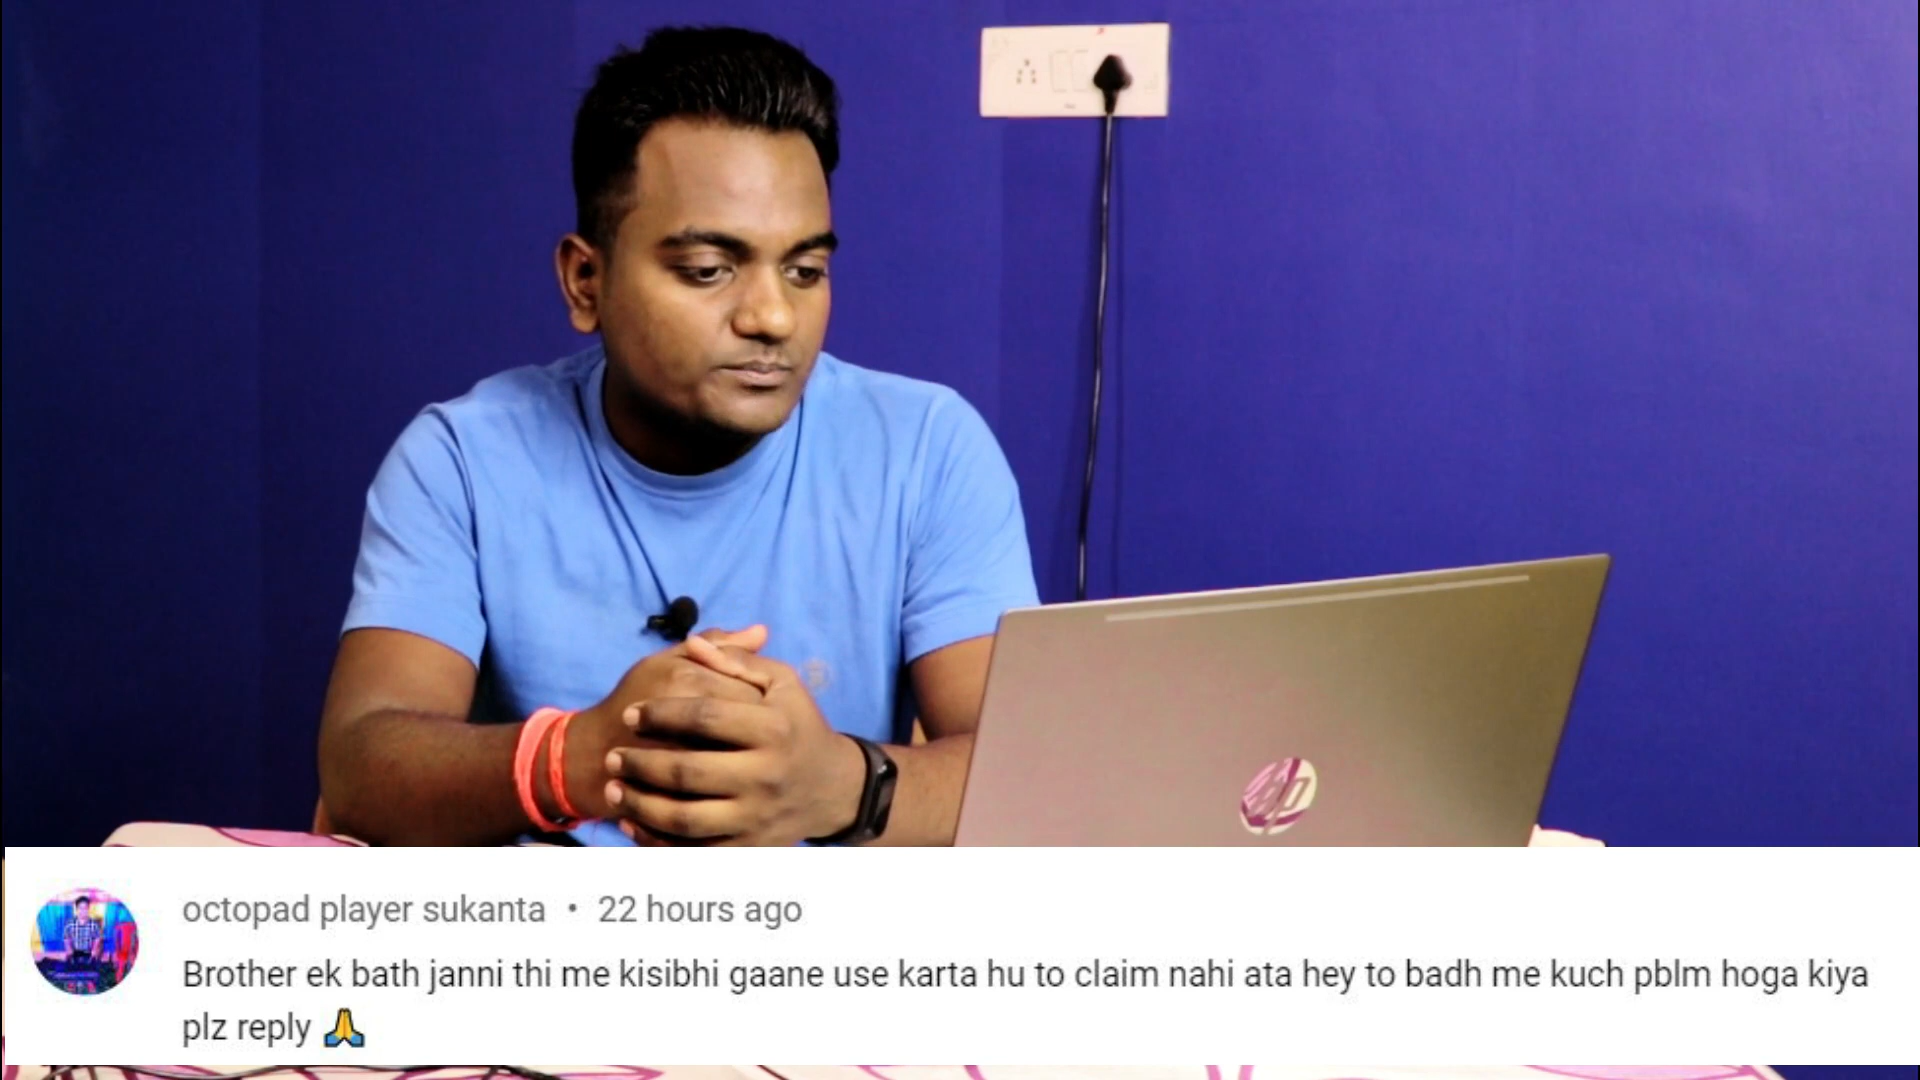 hp
octopad player sukanta • 22 hours ago
Brother ek bath janni thi me kisibhi gaane use karta hu to claim nahi ata hey to badh me kuch pblm hoga kiya
plz reply 🙏